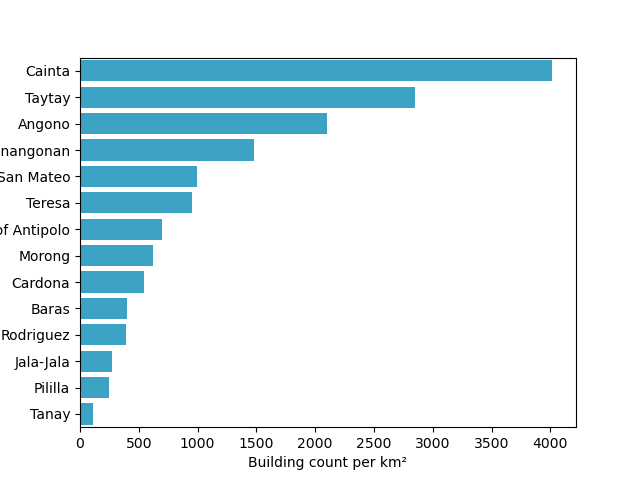 Cainta
Taytay
Angono
nangonan
San Mateo
Teresa
of Antipolo
Morong
Cardona
Baras
Rodriguez
Jala-Jala
Pililla
Tanay
0 500 1000 1500 2000 2500 3000 3500 4000
Building count per km²